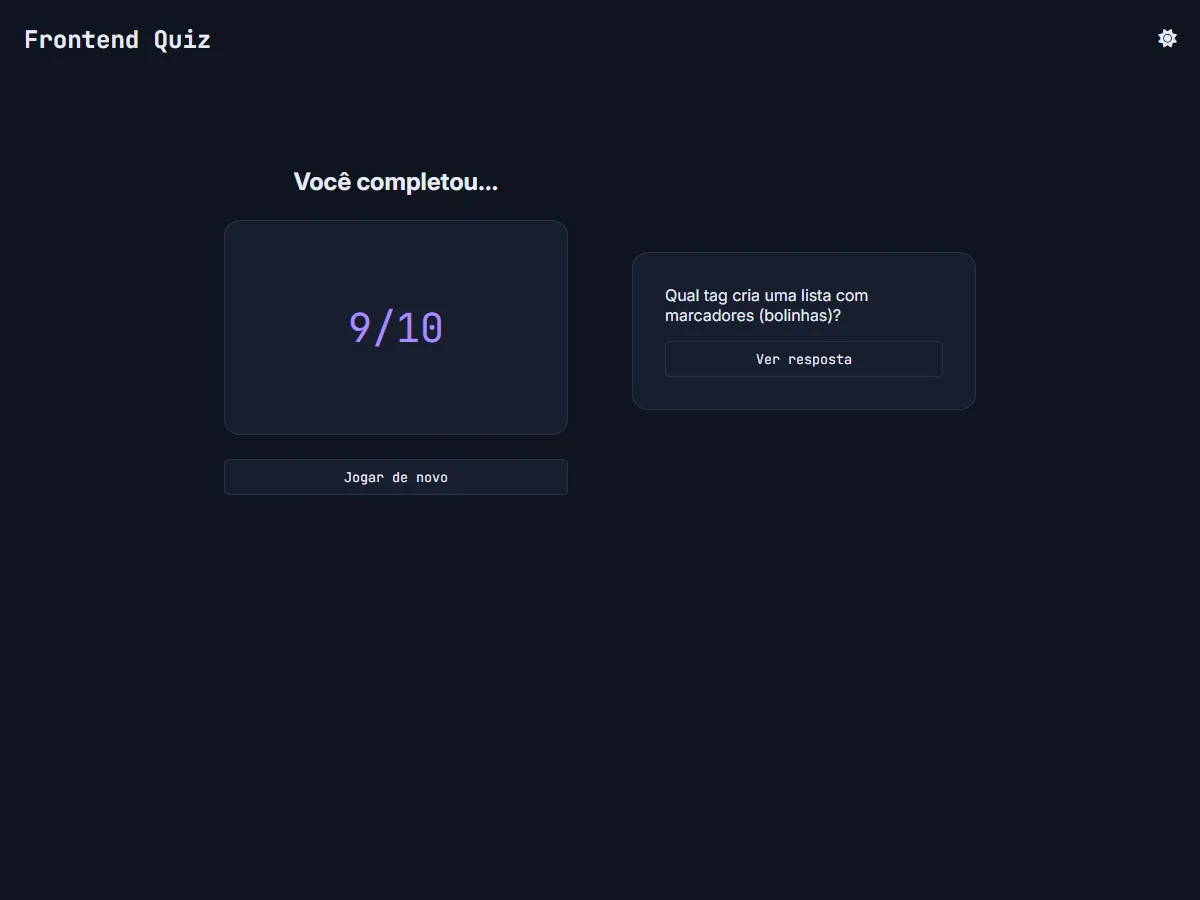 Frontend Quiz
Você completou...
9/10
Jogar de novo
Qual tag cria uma lista com
marcadores (bolinhas)?
Ver resposta